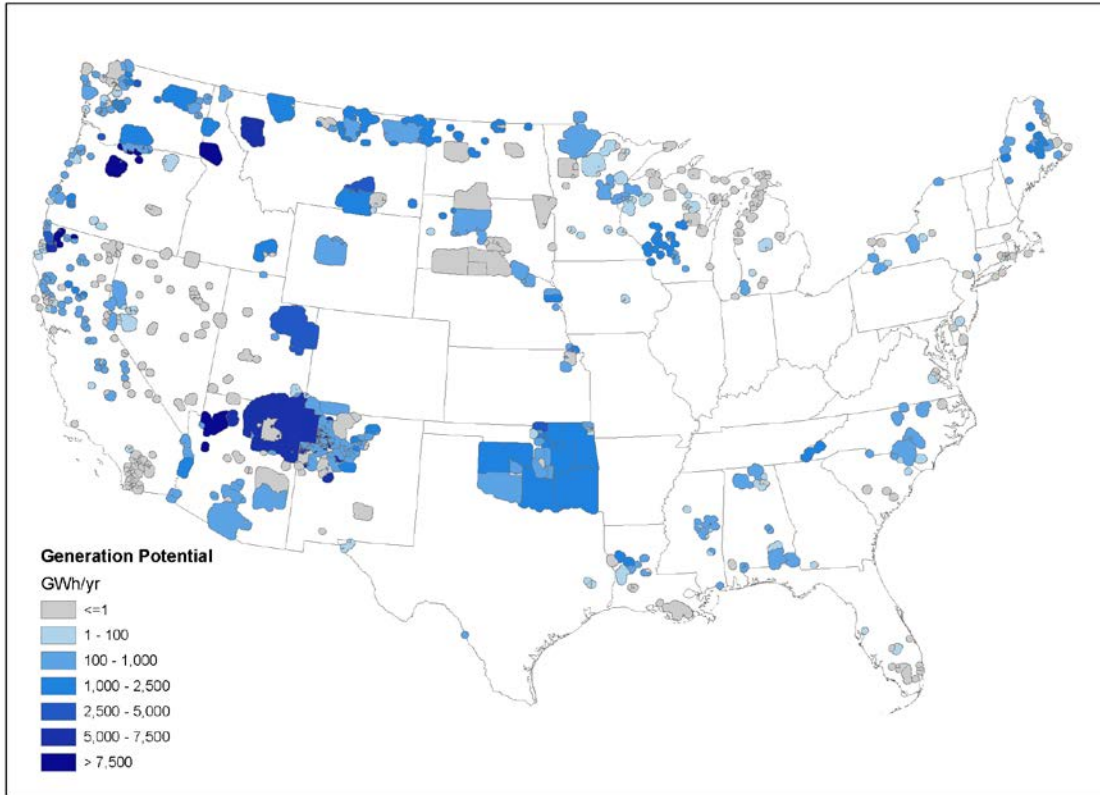 Generation Potential
GWh/yr
<=1
1 - 100
100 - 1,000
1,000 - 2,500
2,500 - 5,000
5,000 - 7,500
> 7,500